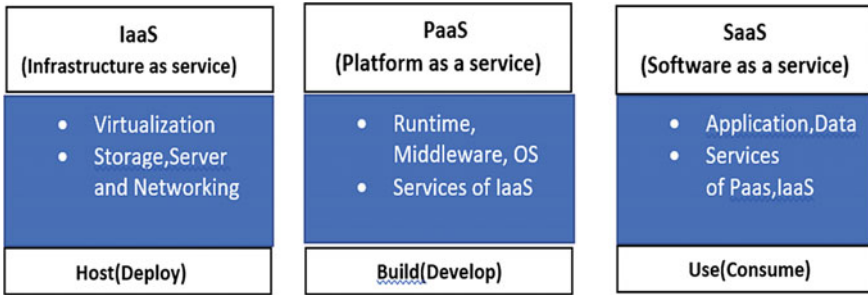 IaaS
(Infrastructure as service)
• Virtualization
• Storage,Server
and Networking
Host(Deploy)
PaaS
(Platform as a service)
• Runtime,
Middleware, OS
• Services of IaaS
Build(Develop)
SaaS
(Software as a service)
• Application,Data
• Services
of Paas,IaaS
Use(Consume)